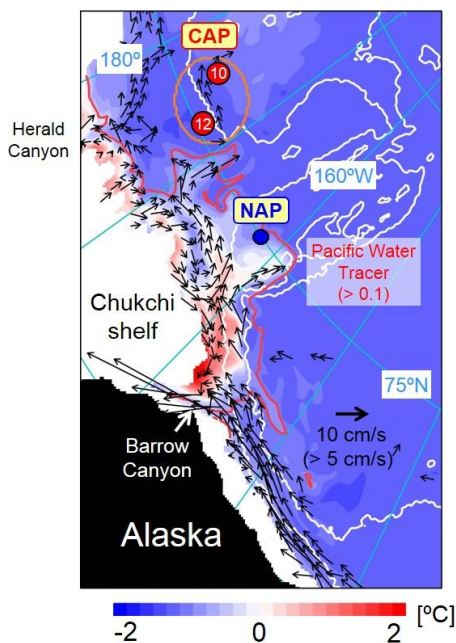 CAP
180º
10
12
Herald
Canyon
160ºW
NAP
Pacific Water
Tracer
(> 0.1)
Chukchi
shelf
75ºN
10 cm/s
(> 5 cm/s)
Barrow
Canyon
Alaska
[ºC]
-2 0 2